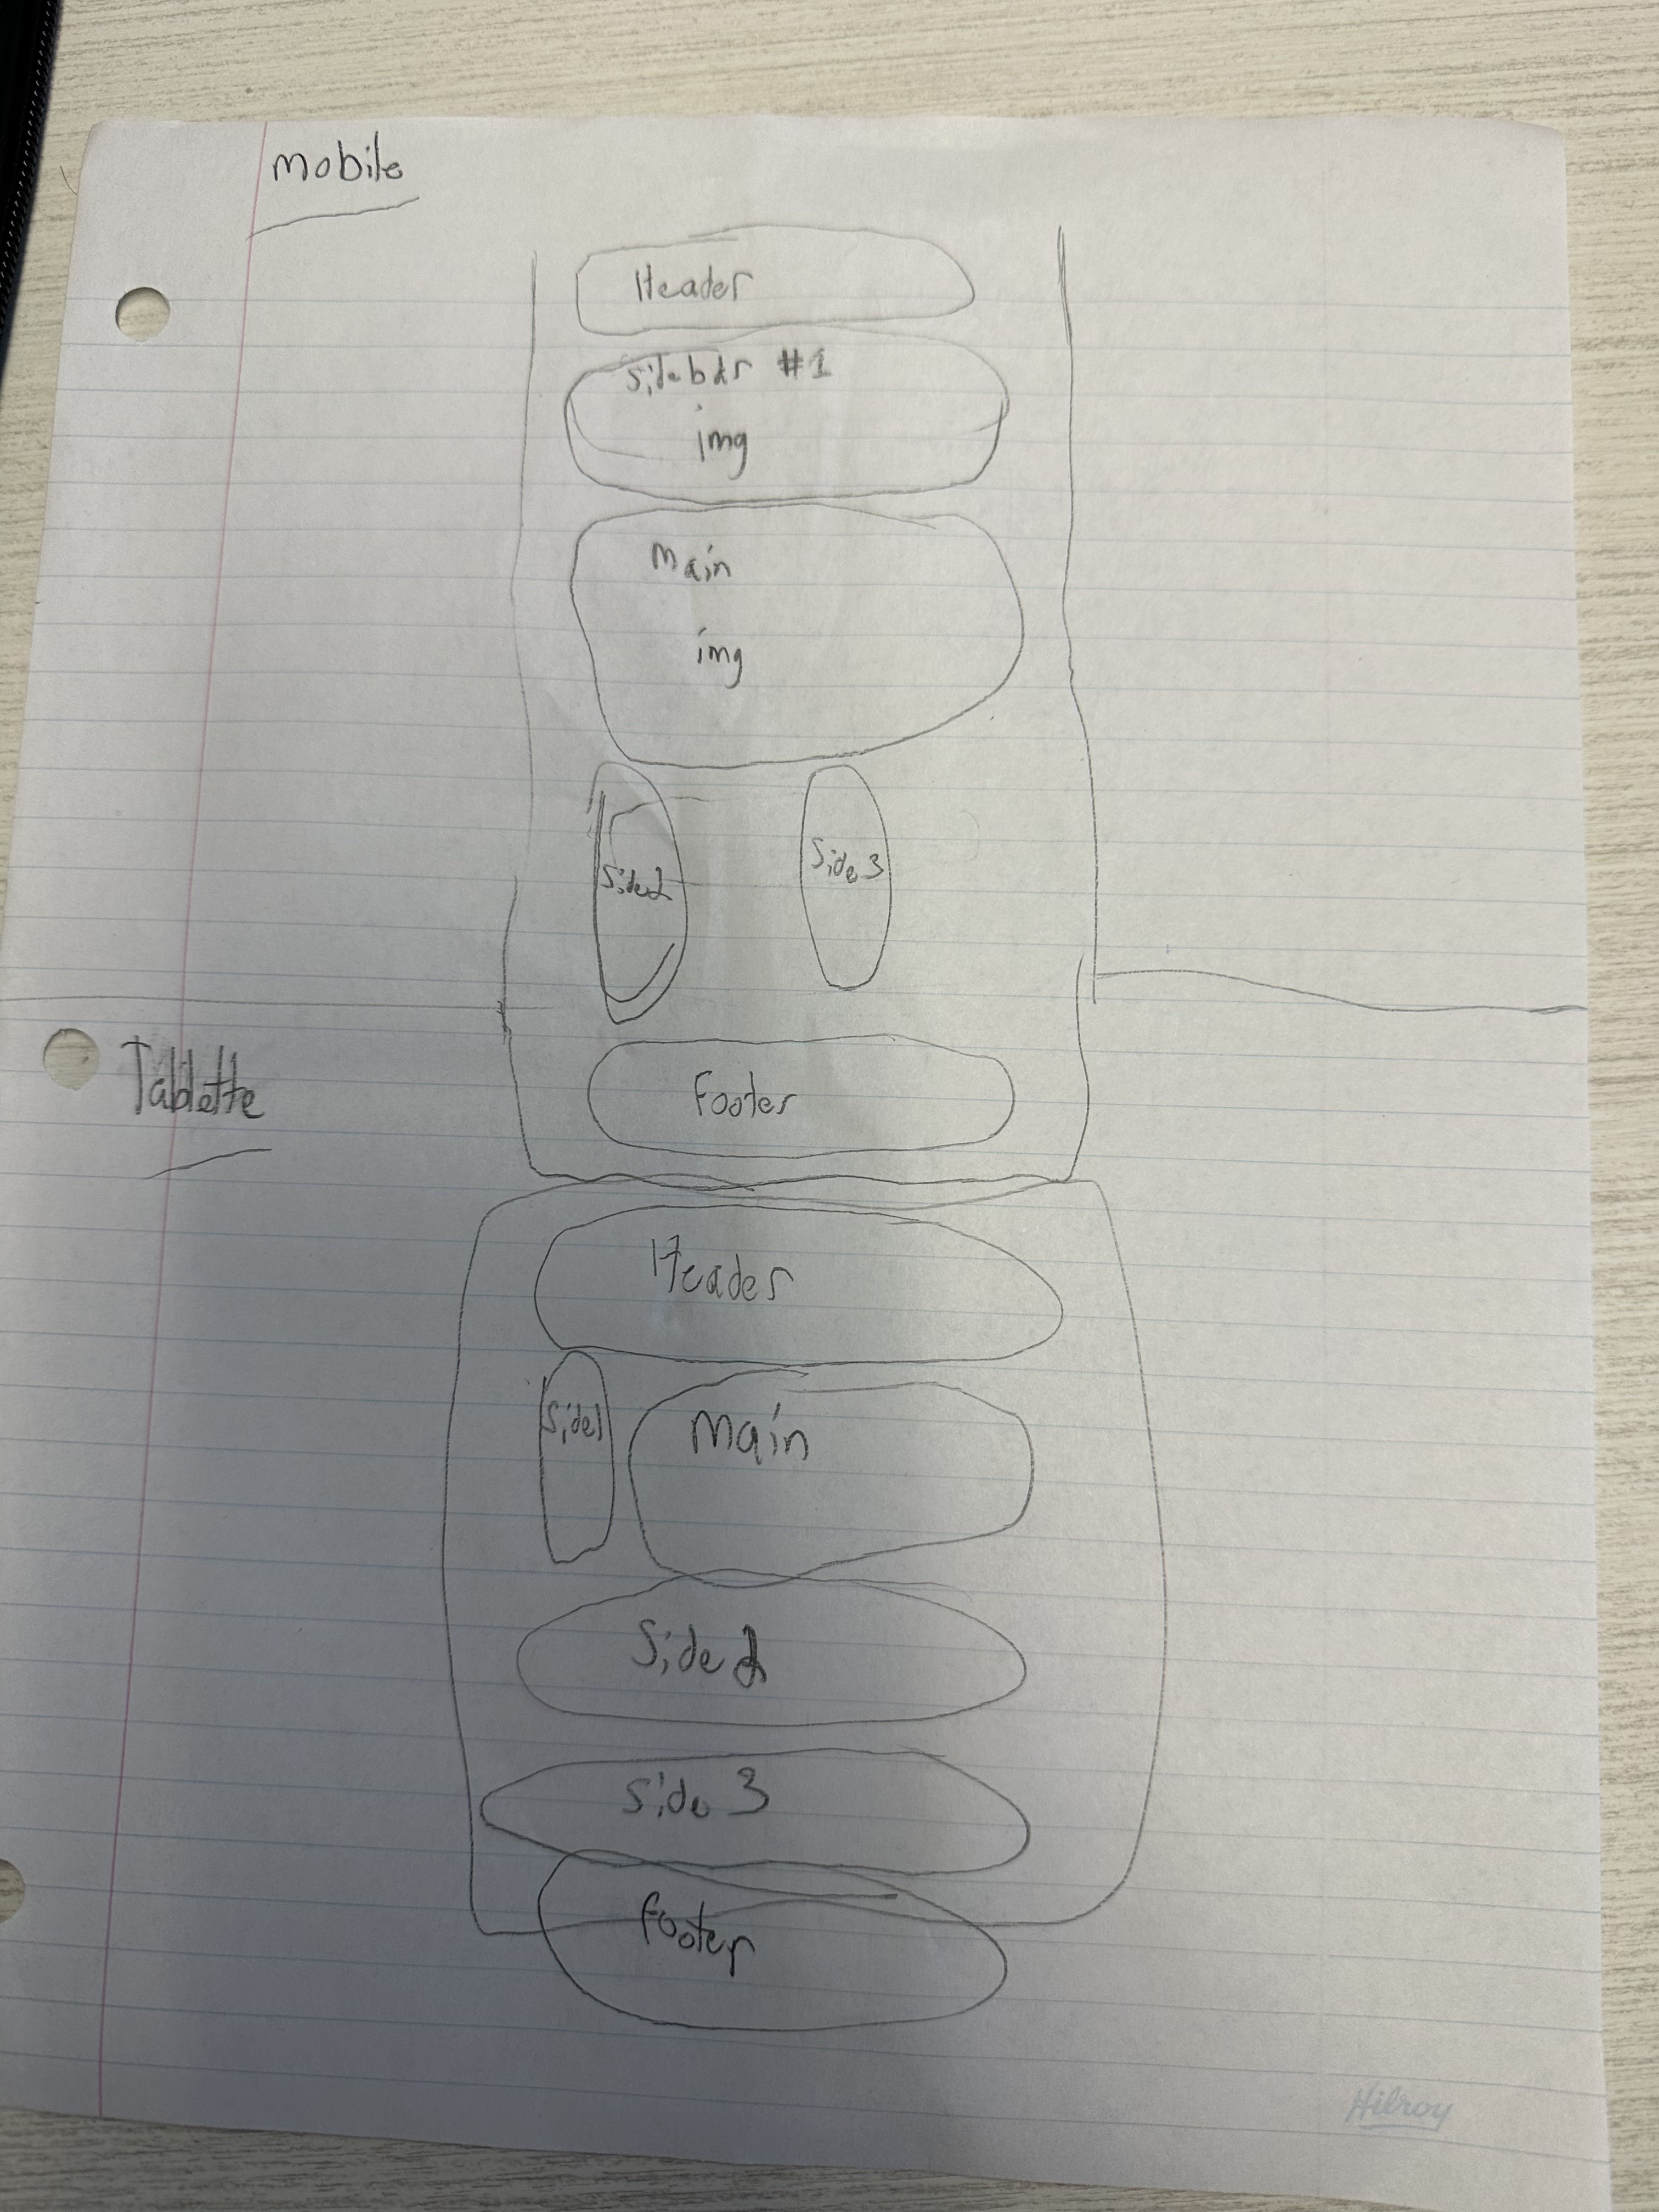 Mobile
Header
Sidebar #1
img
Main
img
Side2
Side 3
Tablette
Footer
Header
Side1
Main
Side 2
Side 3
Footer
Hilroy